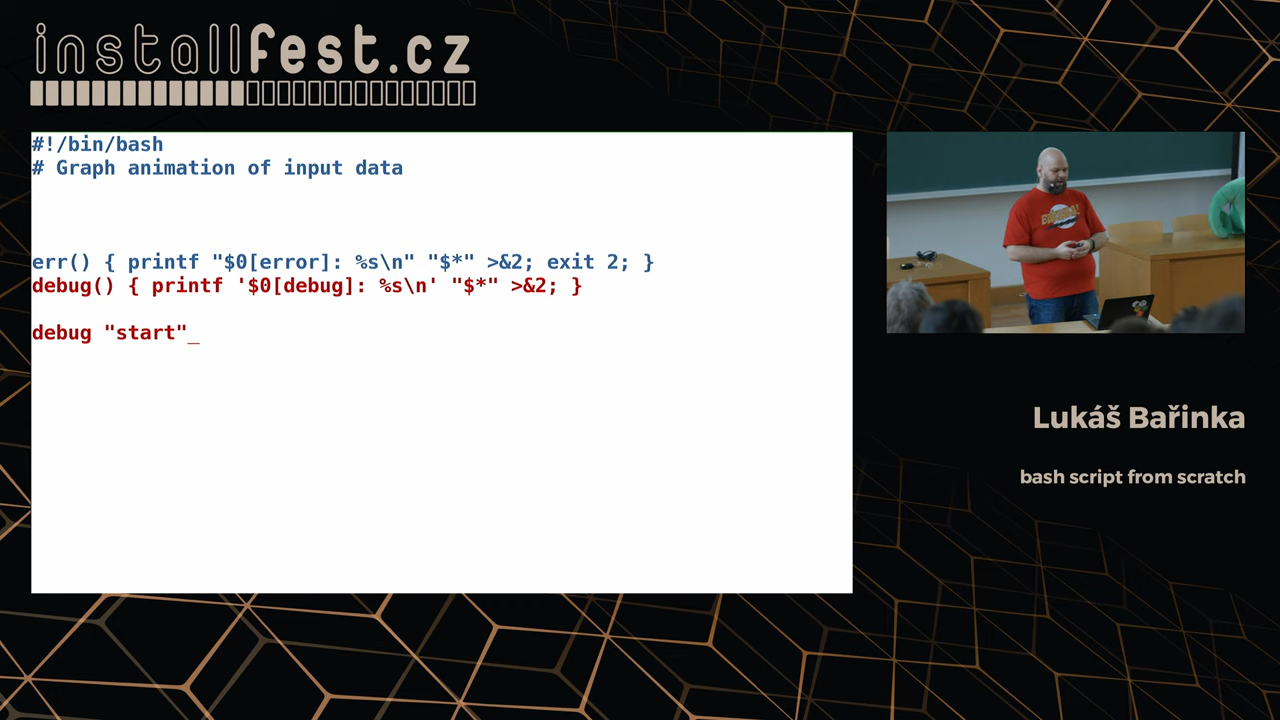 installfest.cz
#!/bin/bash
# Graph animation of input data
err() { printf "$0[error]: %s\n" "$*" >&2; exit 2; }
debug() { printf '$0[debug]: %s\n' "$*" >&2; }
debug "start"_
Lukáš Bařinka
bash script from scratch